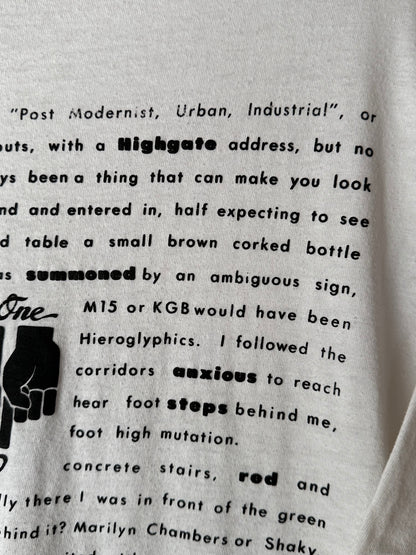 "Post Modernist, Urban, Industrial", or
outs, with a Highgate address, but no
ys been a thing that can make you look
nd and entered in, half expecting to see
d table a small brown corked bottle
as summoned by an ambiguous sign,
One
M15 or KGB would have been
Hieroglyphics. I followed the
corridors anxious to reach
hear foot steps behind me,
foot high mutation.
concrete stairs, red and
lly there I was in front of the green
ehind it? Marilyn Chambers or Shaky